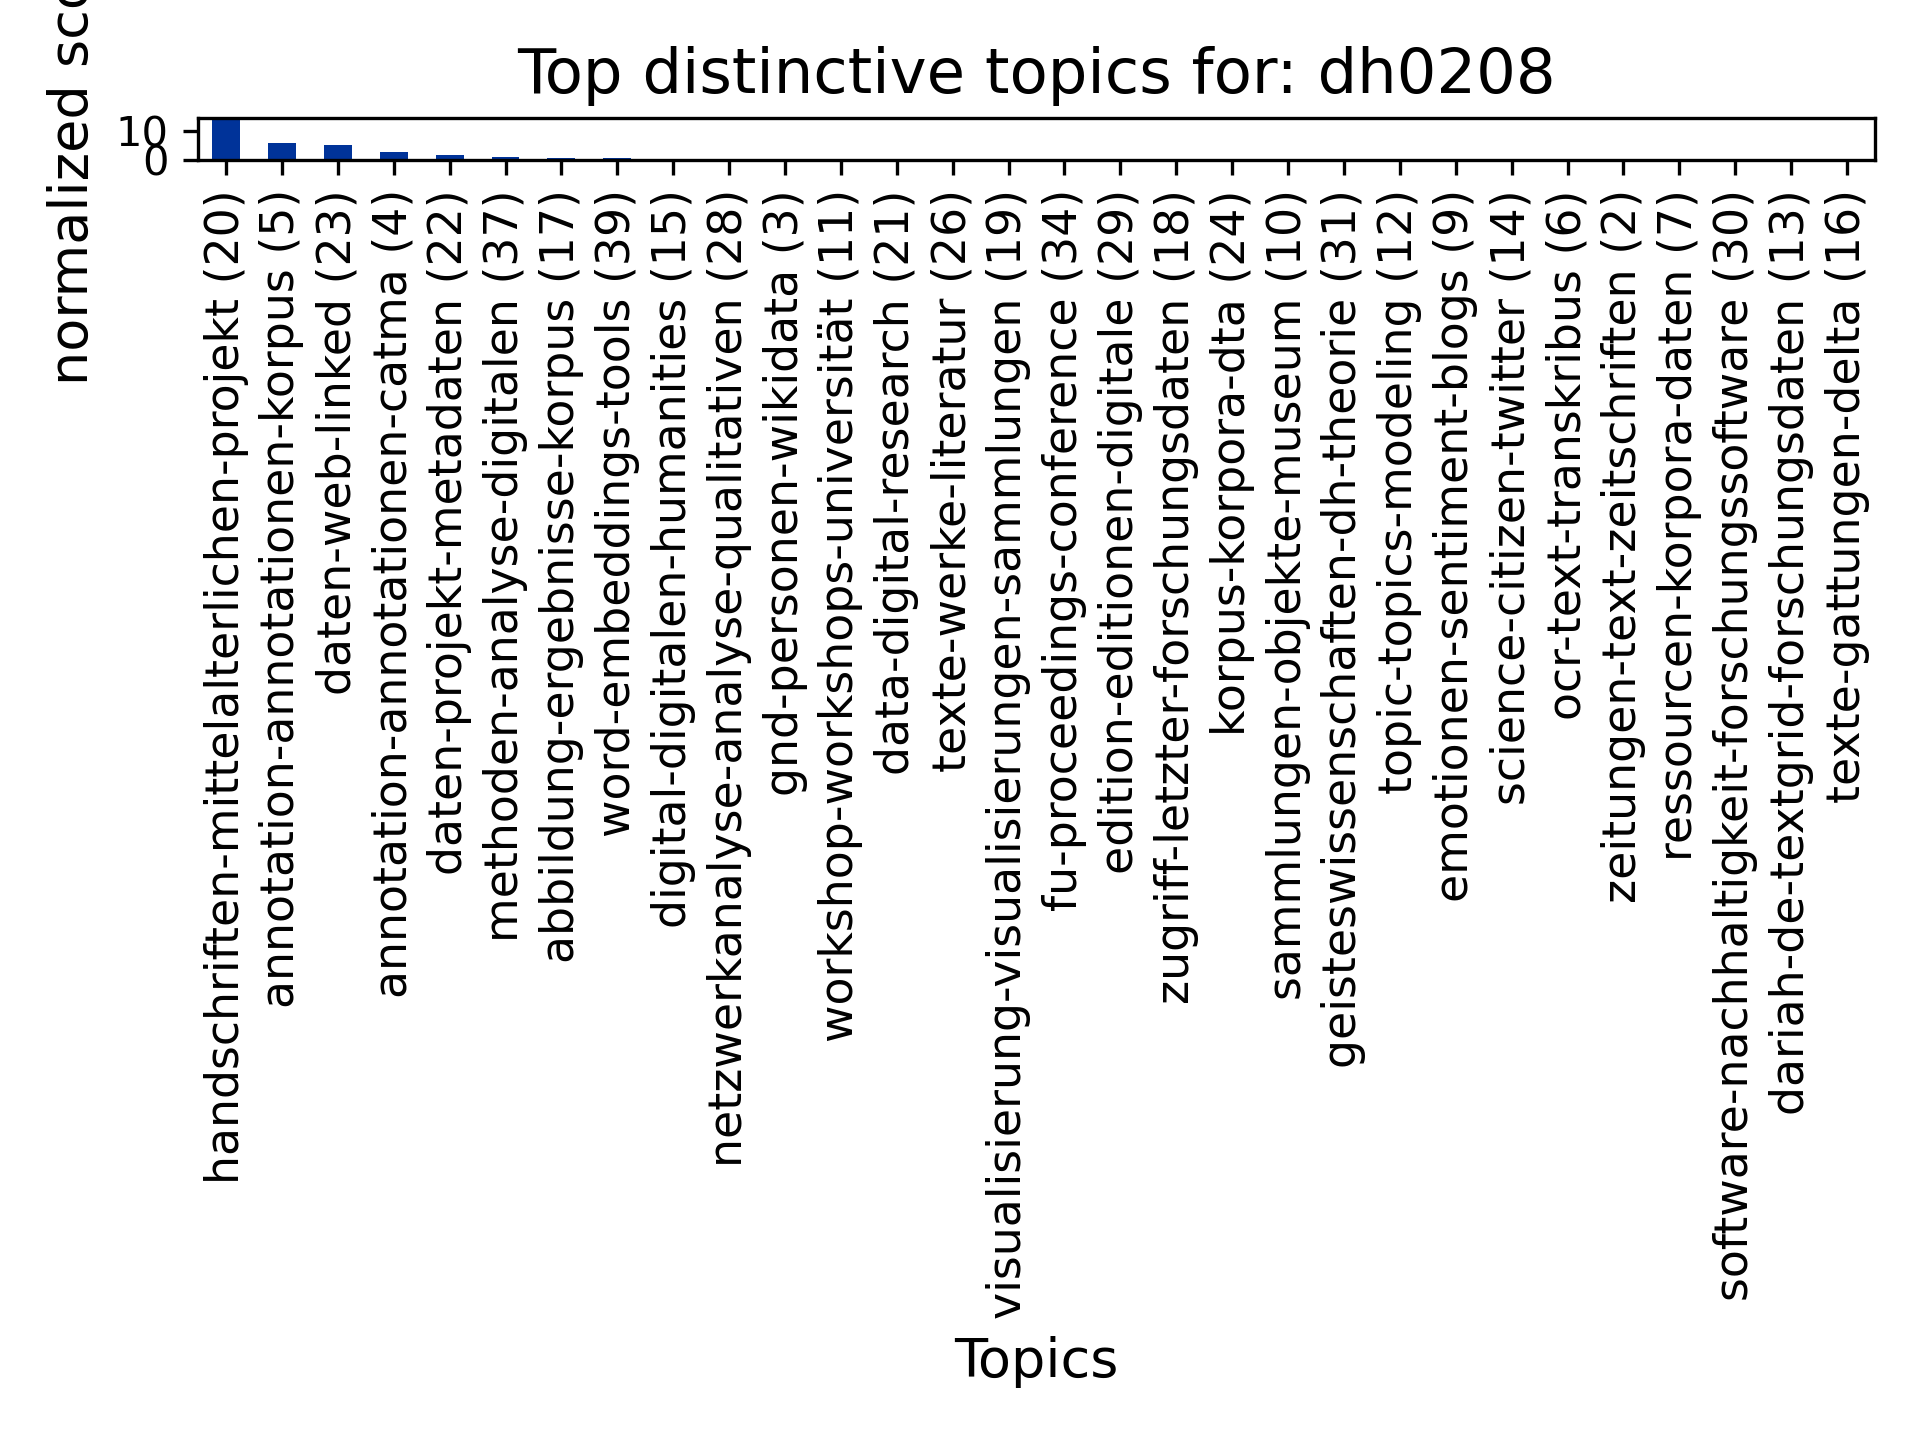 Top distinctive topics for: dh0208
normalized
10
0
handschriften-mittelalterlichen-projekt (20)
annotation-annotationen-korpus (5)
daten-web-linked (23)
annotation-annotationen-catma (4)
daten-projekt-metadaten (22)
methoden-analyse-digitalen (37)
abbildung-ergebnisse-korpus (17)
word-embeddings-tools (39)
digital-digitalen-humanities (15)
netzwerkanalyse-analyse-qualitativen (28)
gnd-personen-wikidata (3)
workshop-workshops-universität (11)
data-digital-research (21)
texte-werke-literatur (26)
visualisierung-visualisierungen-sammlungen (19)
fu-proceedings-conference (34)
edition-editionen-digitale (29)
zugriff-letzter-forschungsdaten (18)
korpus-korpora-dta (24)
sammlungen-objekte-museum (10)
geisteswissenschaften-dh-theorie (31)
topic-topics-modeling (12)
emotionen-sentiment-blogs (9)
science-citizen-twitter (14)
ocr-text-transkribus (6)
zeitungen-text-zeitschriften (2)
ressourcen-korpora-daten (7)
software-nachhaltigkeit-forschungssoftware (30)
dariah-de-textgrid-forschungsdaten (13)
texte-gattungen-delta (16)
Topics